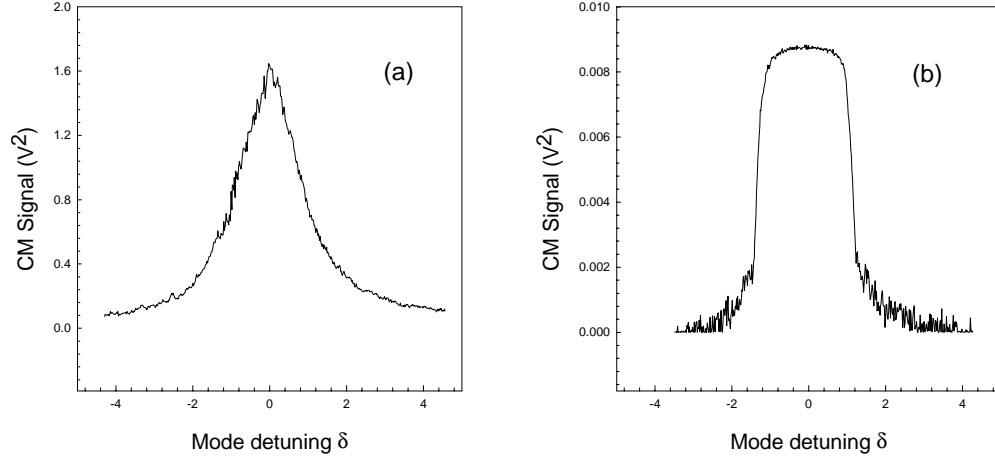 2.0
1.6
1.2
0.8
0.4
0.0
CM Signal (V²)
(a)
-4 -2 0 2 4
Mode detuning δ
0.010
0.008
0.006
0.004
0.002
0.000
CM Signal (V²)
(b)
-4 -2 0 2 4
Mode detuning δ